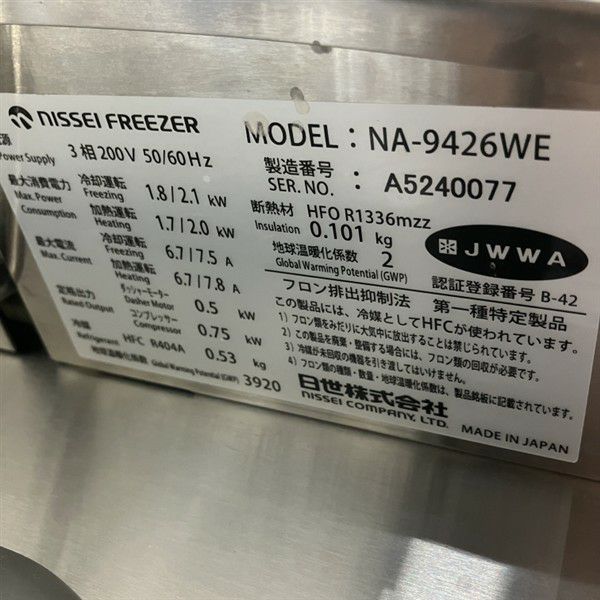 NISSEI FREEZER
MODEL : NA-9426WE
製造番号
SER. NO. : A5240077
源 3相200V 50/60Hz
Power Supply
最大消費電力 冷却運転 1.8/2.1 kW
Max. Power Freezing
Consumption 加熱運転 1.7/2.0 kW
Heating
最大電流 冷却運転 6.7/7.5 A
Max. Current Freezing
加熱運転 6.7/7.8 A
Heating
定格出力 ダッシャーモーター 0.5 kW
Rated Output Dasher Motor
コンプレッサー 0.75 kW
Compressor
冷媒 HFC R404A 0.53 kg
Refrigerant
地球温暖化係数 Global Warming Potential (GWP) 3920
断熱材 HFO R1336mzz
Insulation 0.101 kg
地球温暖化係数 2
Global Warming Potential (GWP)
JWWA
認証登録番号 B-42
フロン排出抑制法 第一種特定製品
この製品には、冷媒としてHFCが使われています。
1) フロン類をみだりに大気中に放出することは禁じられています。
2) この製品を廃棄・整備する場合には、フロン類の回収が必要です。
3) 冷媒が未回収の機器を引き渡してはいけません。
4) フロン類の種類・数量・地球温暖化係数は、製品銘板に記載されています。
日世株式会社
NISSEI COMPANY, LTD.
MADE IN JAPAN